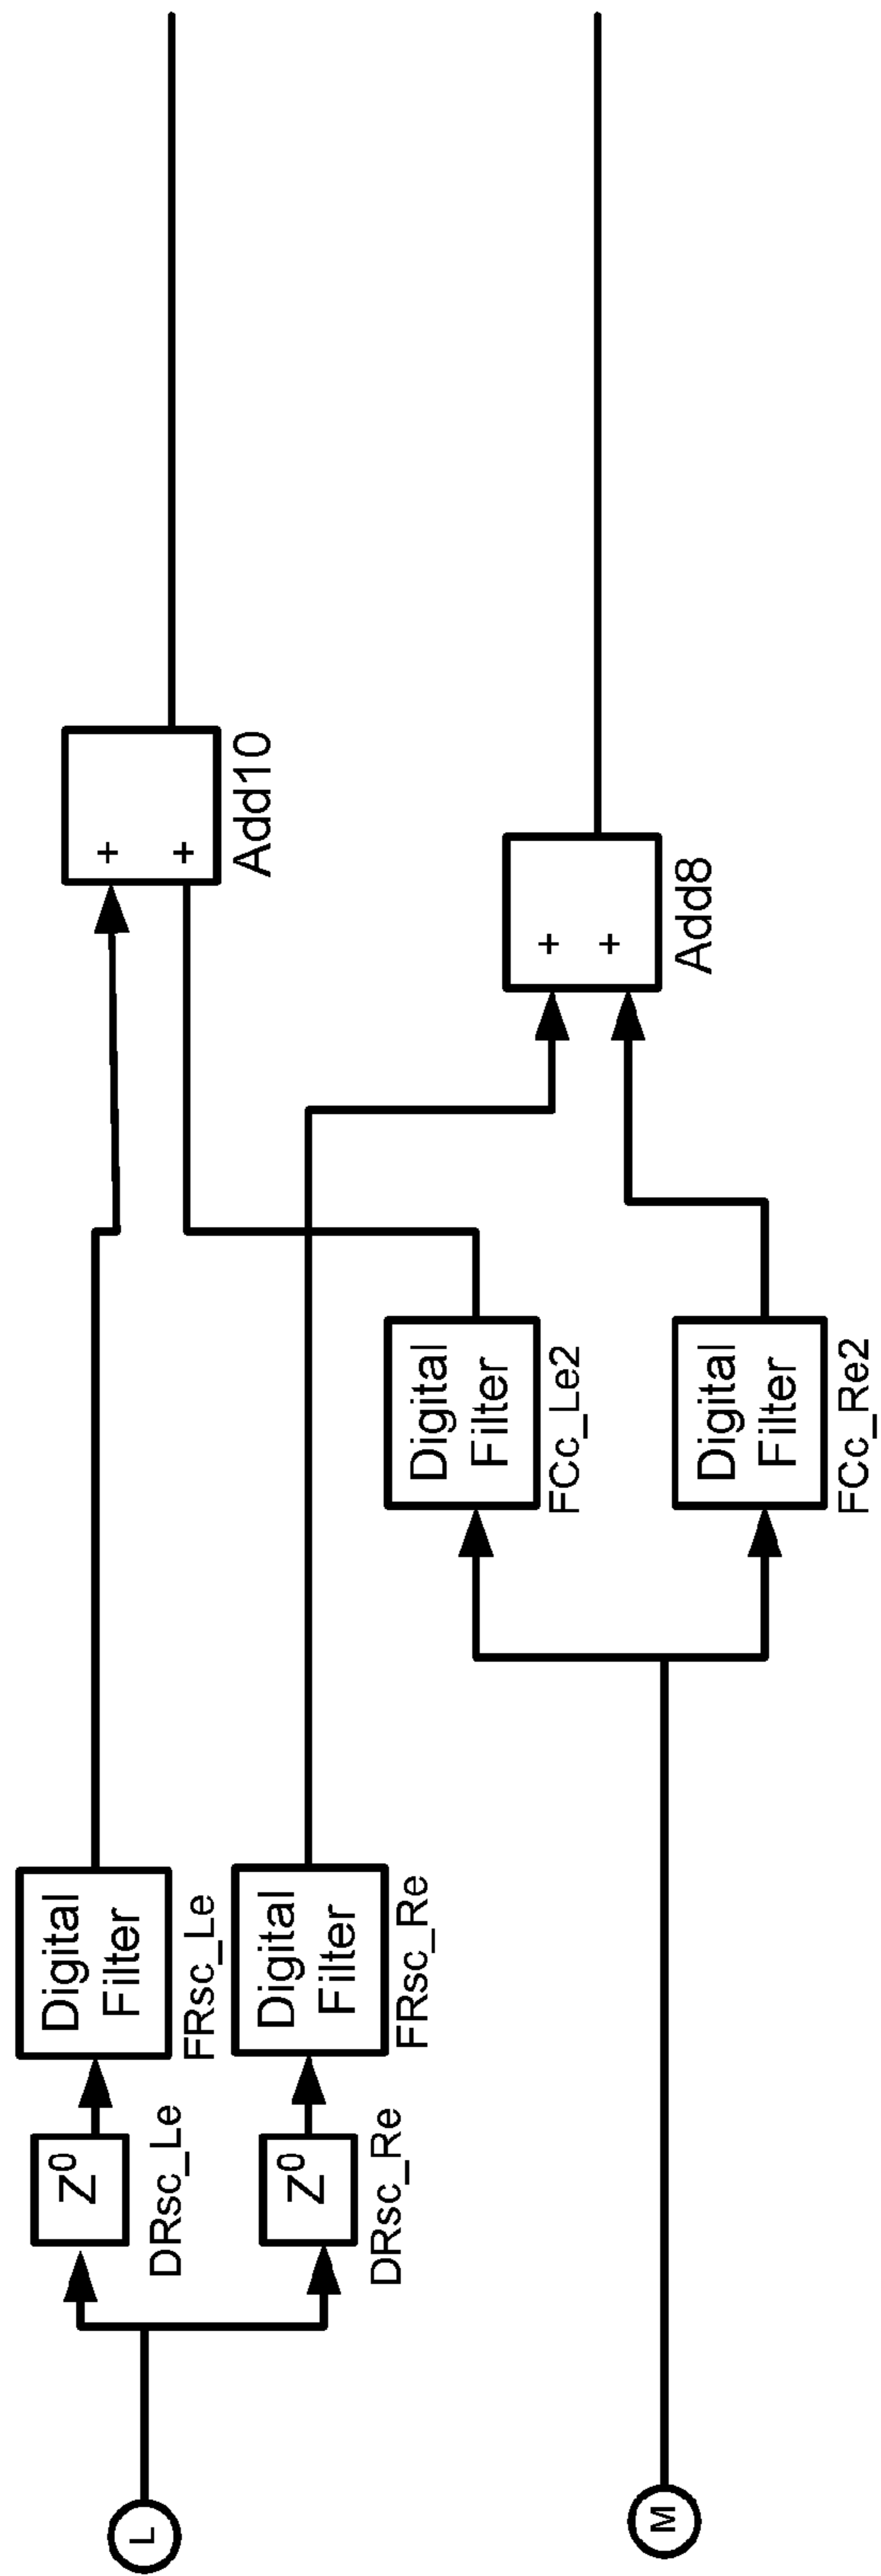 L
Z⁰
DRsc_Le
Digital
Filter
FRsc_Le
Z⁰
DRsc_Re
Digital
Filter
FRsc_Re
+
+
Add10
M
Digital
Filter
FCc_Le2
Digital
Filter
FCc_Re2
+
+
Add8